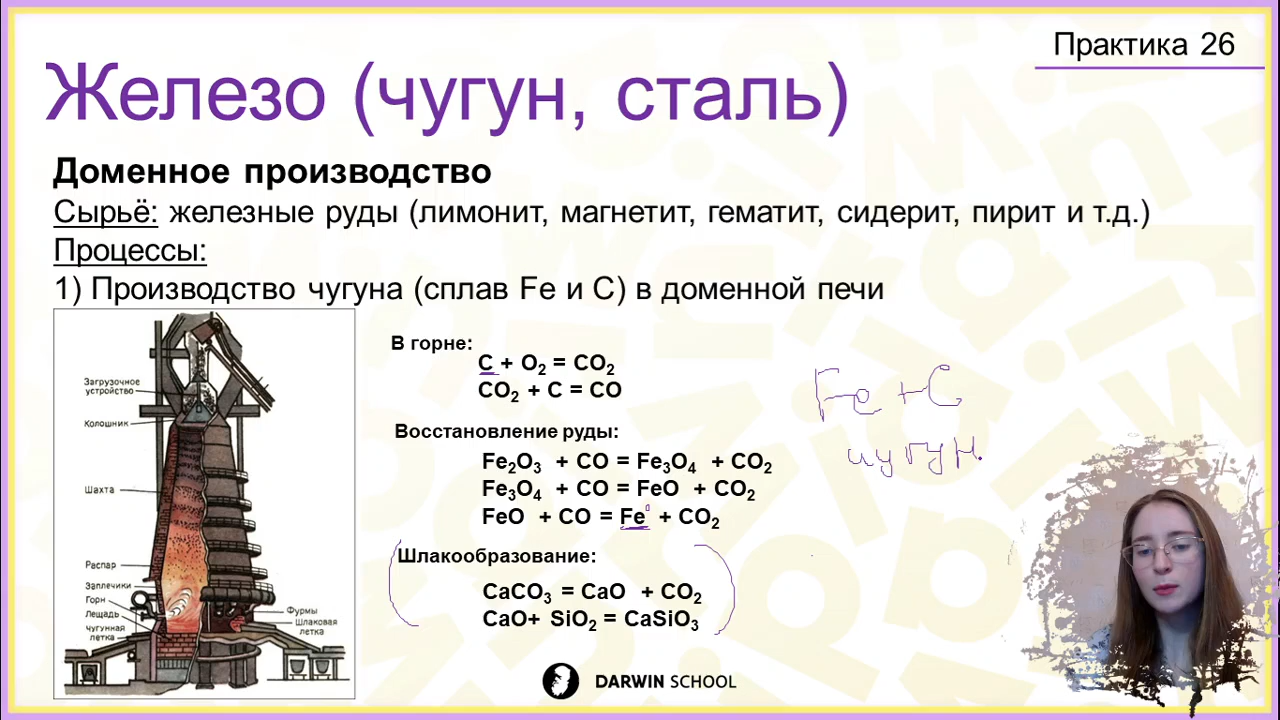 Практика 26
Железо (чугун, сталь)
Доменное производство
Сырьё: железные руды (лимонит, магнетит, гематит, сидерит, пирит и т.д.)
Процессы:
1) Производство чугуна (сплав Fe и C) в доменной печи
Загрузочное
устройство
Колошник
Шахта
Распар
Заплечики
Горн
Лещадь
чугунная
летка
Фурмы
Шлаковая
летка
В горне:
C + O₂ = CO₂
CO₂ + C = CO
Восстановление руды:
Fe₂O₃ + CO = Fe₃O₄ + CO₂
Fe₃O₄ + CO = FeO + CO₂
FeO + CO = Fe⁰ + CO₂
Шлакообразование:
CaCO₃ = CaO + CO₂
CaO+ SiO₂ = CaSiO₃
Fe + C
чугун.
DARWIN SCHOOL